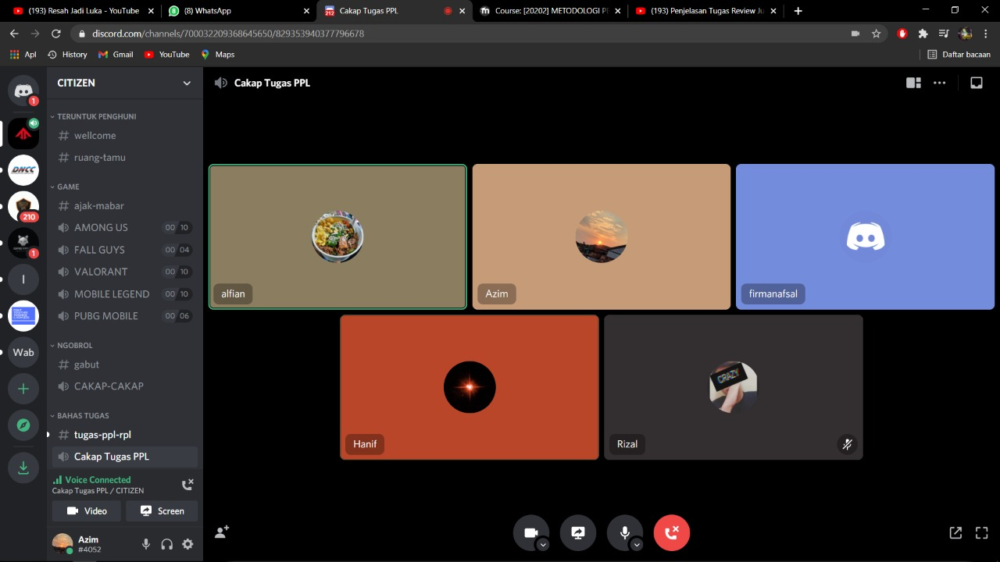 (193) Resah Jadi Luka - YouTube
(8) WhatsApp
Cakap Tugas PPL
Course: [20202] METODOLOGI PE
(193) Penjelasan Tugas Review Ju
discord.com/channels/700032209368645650/829353940377796678
Apl
History
Gmail
YouTube
Maps
Daftar bacaan
1
DNCC
210
1
I
Wab
CITIZEN
TERUNTUK PENGHUNI
wellcome
ruang-tamu
GAME
ajak-mabar
AMONG US 00 10
FALL GUYS 00 04
VALORANT 00 10
MOBILE LEGEND 00 10
PUBG MOBILE 00 06
NGOBROL
gabut
CAKAP-CAKAP
BAHAS TUGAS
tugas-ppl-rpl
Cakap Tugas PPL
Voice Connected
Cakap Tugas PPL / CITIZEN
Video
Screen
Azim
#4052
Cakap Tugas PPL
alfian
Azim
firmanafsal
Hanif
CRAZY
Rizal